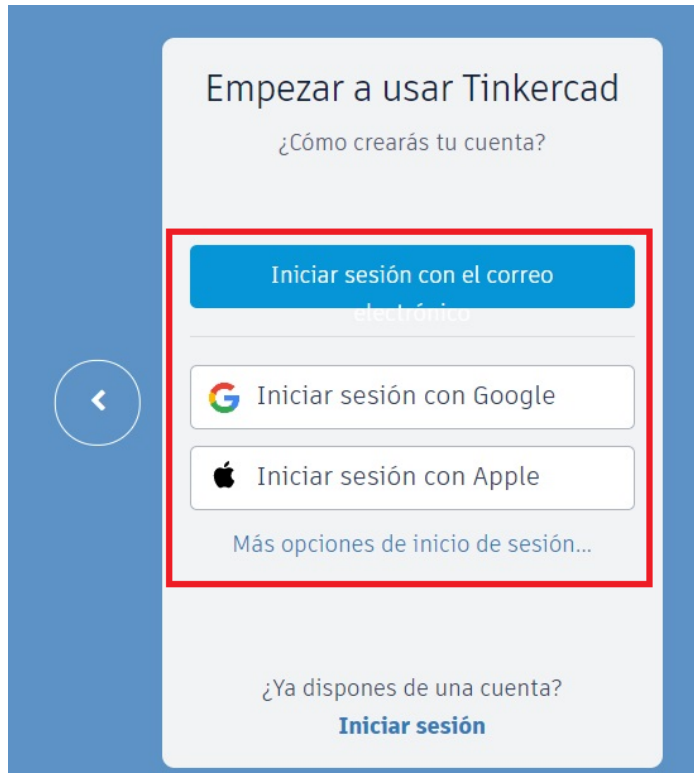 Empezar a usar Tinkercad
¿Cómo crearás tu cuenta?
Iniciar sesión con el correo
electrónico
Iniciar sesión con Google
Iniciar sesión con Apple
Más opciones de inicio de sesión...
¿Ya dispones de una cuenta?
Iniciar sesión